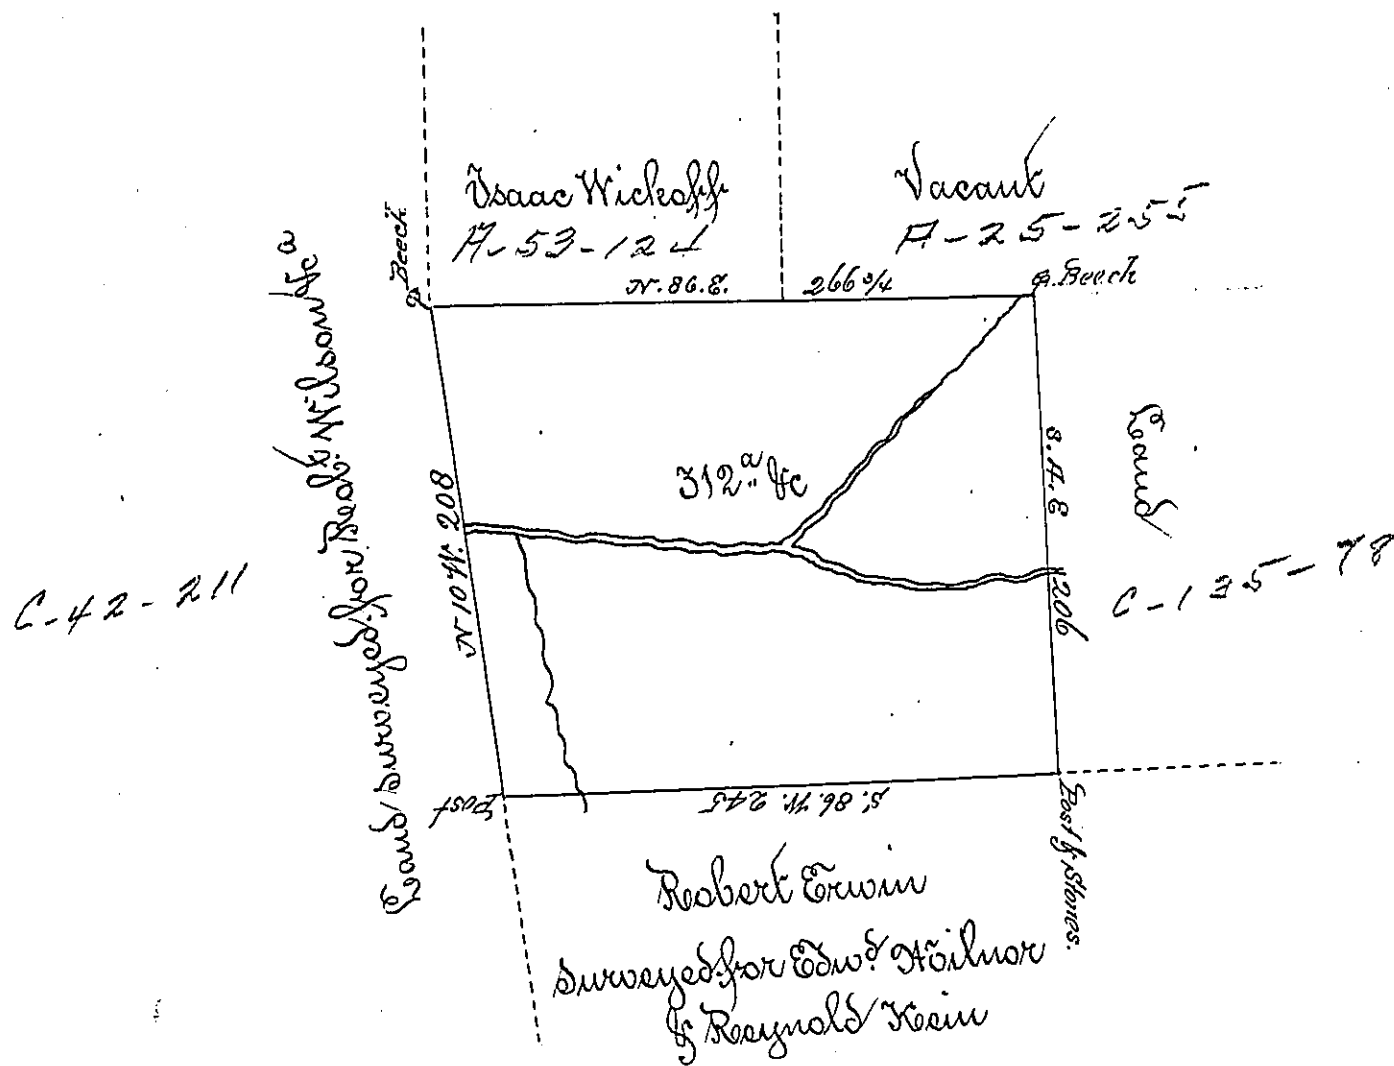 Isaac Wickoff
A-53-124
Vacant
A-25-255
a Beech
N. 86. E. 266 3/4
a. Beech
Land Surveyed for Robt. Wilson &c a
C-42-211
N 10 W. 208
312 a &c
S. 4. E 206
Land
C-135-78
Post
S. 86. W. 245
Post & Stones.
Robert Erwin
Surveyed for Edwd.
& Reynold Kein